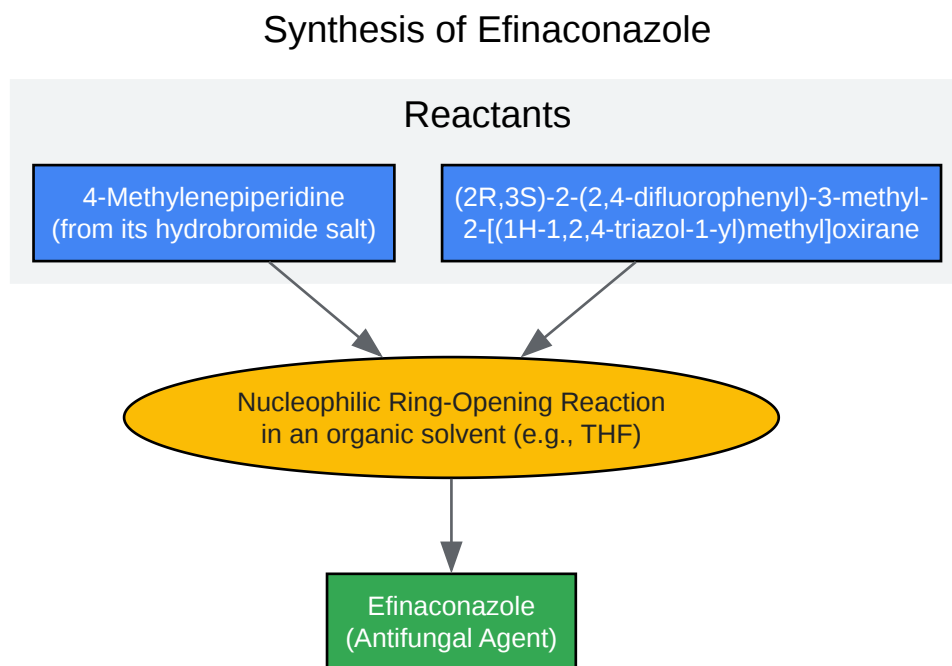 Synthesis of Efinaconazole
Reactants
4-Methylenepiperidine
(from its hydrobromide salt)
(2R,3S)-2-(2,4-difluorophenyl)-3-methyl-
2-[(1H-1,2,4-triazol-1-yl)methyl]oxirane
Nucleophilic Ring-Opening Reaction
in an organic solvent (e.g., THF)
Efinaconazole
(Antifungal Agent)